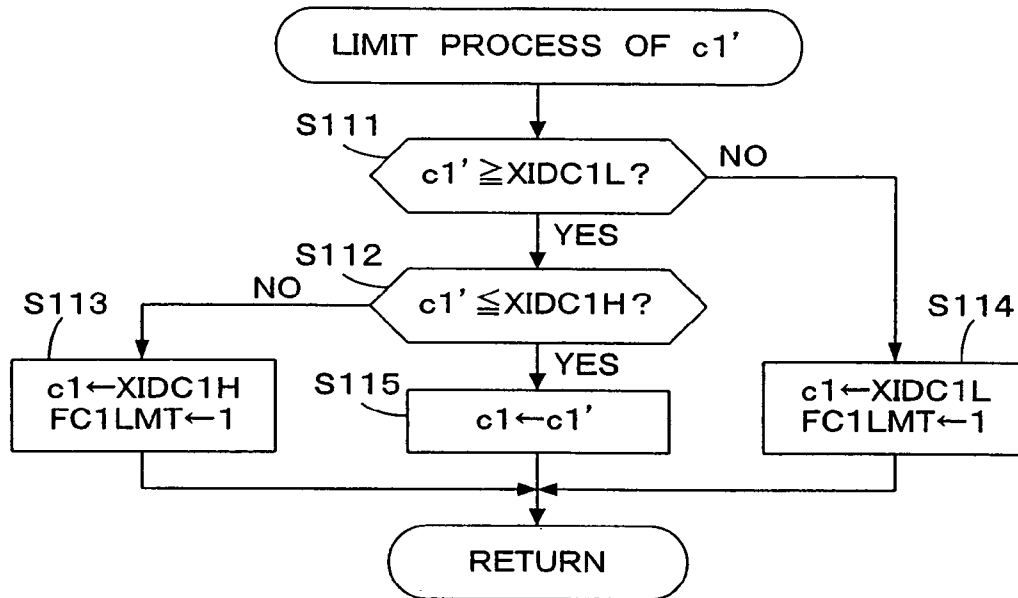 LIMIT PROCESS OF c1'
S111
c1' ≧XIDC1L?
NO
YES
S112
c1' ≦XIDC1H?
NO
YES
S113
c1←XIDC1H
FC1LMT←1
S115
c1←c1'
S114
c1←XIDC1L
FC1LMT←1
RETURN